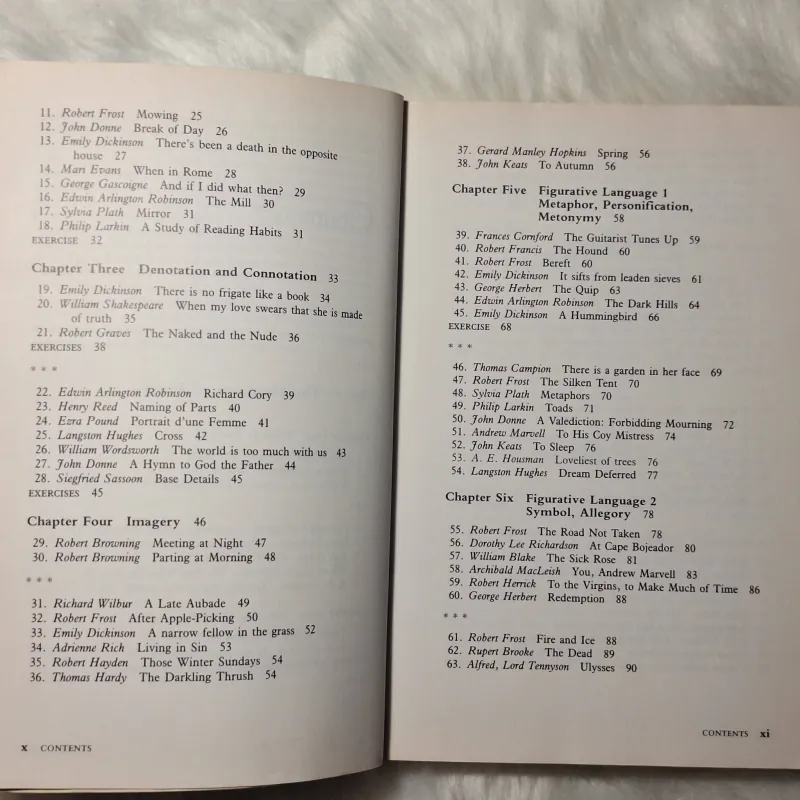 11. Robert Frost Mowing 25
12. John Donne Break of Day 26
13. Emily Dickinson There's been a death in the opposite
house 27
14. Mari Evans When in Rome 28
15. George Gascoigne And if I did what then? 29
16. Edwin Arlington Robinson The Mill 30
17. Sylvia Plath Mirror 31
18. Philip Larkin A Study of Reading Habits 31
EXERCISE 32
Chapter Three Denotation and Connotation 33
19. Emily Dickinson There is no frigate like a book 34
20. William Shakespeare When my love swears that she is made
of truth 35
21. Robert Graves The Naked and the Nude 36
EXERCISES 38
* * *
22. Edwin Arlington Robinson Richard Cory 39
23. Henry Reed Naming of Parts 40
24. Ezra Pound Portrait d'une Femme 41
25. Langston Hughes Cross 42
26. William Wordsworth The world is too much with us 43
27. John Donne A Hymn to God the Father 44
28. Siegfried Sassoon Base Details 45
EXERCISES 45
Chapter Four Imagery 46
29. Robert Browning Meeting at Night 47
30. Robert Browning Parting at Morning 48
* * *
31. Richard Wilbur A Late Aubade 49
32. Robert Frost After Apple-Picking 50
33. Emily Dickinson A narrow fellow in the grass 52
34. Adrienne Rich Living in Sin 53
35. Robert Hayden Those Winter Sundays 54
36. Thomas Hardy The Darkling Thrush 54
x CONTENTS
37. Gerard Manley Hopkins Spring 56
38. John Keats To Autumn 56
Chapter Five Figurative Language 1
Metaphor, Personification,
Metonymy 58
39. Frances Cornford The Guitarist Tunes Up 59
40. Robert Francis The Hound 60
41. Robert Frost Bereft 60
42. Emily Dickinson It sifts from leaden sieves 61
43. George Herbert The Quip 63
44. Edwin Arlington Robinson The Dark Hills 64
45. Emily Dickinson A Hummingbird 66
EXERCISE 68
* * *
46. Thomas Campion There is a garden in her face 69
47. Robert Frost The Silken Tent 70
48. Sylvia Plath Metaphors 70
49. Philip Larkin Toads 71
50. John Donne A Valediction: Forbidding Mourning 72
51. Andrew Marvell To His Coy Mistress 74
52. John Keats To Sleep 76
53. A. E. Housman Loveliest of trees 76
54. Langston Hughes Dream Deferred 77
Chapter Six Figurative Language 2
Symbol, Allegory 78
55. Robert Frost The Road Not Taken 78
56. Dorothy Lee Richardson At Cape Bojeador 80
57. William Blake The Sick Rose 81
58. Archibald MacLeish You, Andrew Marvell 83
59. Robert Herrick To the Virgins, to Make Much of Time 86
60. George Herbert Redemption 88
* * *
61. Robert Frost Fire and Ice 88
62. Rupert Brooke The Dead 89
63. Alfred, Lord Tennyson Ulysses 90
CONTENTS xi